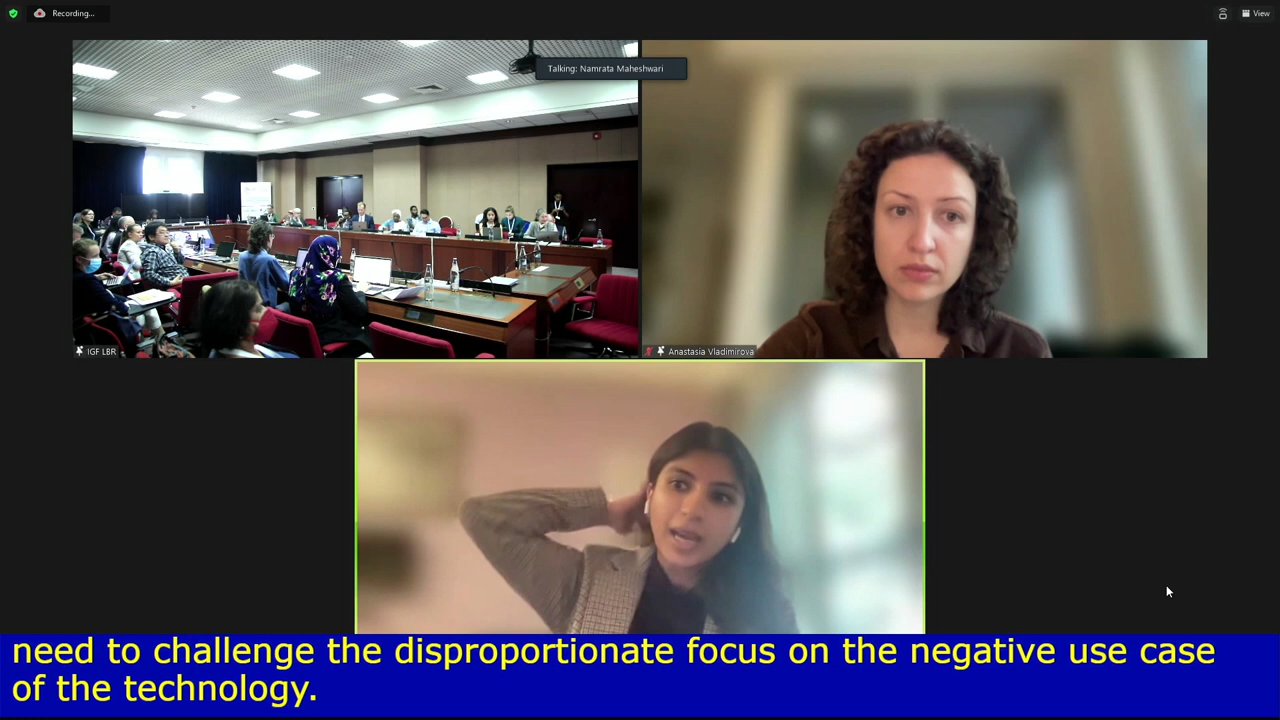 Recording...
View
Talking: Namrata Maheshwari
IGF LBR
Anastasia Vladimirova
need to challenge the disproportionate focus on the negative use case
of the technology.